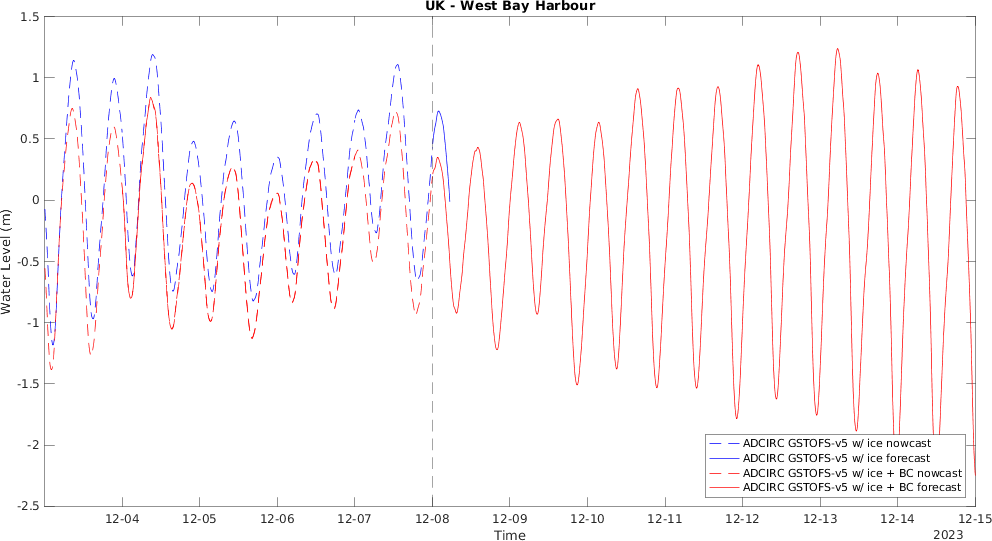 UK - West Bay Harbour
1.5
1
0.5
0
-0.5
-1
-1.5
-2
-2.5
Water Level (m)
ADCIRC GSTOFS-v5 w/ ice nowcast
ADCIRC GSTOFS-v5 w/ ice forecast
ADCIRC GSTOFS-v5 w/ ice + BC nowcast
ADCIRC GSTOFS-v5 w/ ice + BC forecast
12-04 12-05 12-06 12-07 12-08 12-09 12-10 12-11 12-12 12-13 12-14 12-15
Time
2023